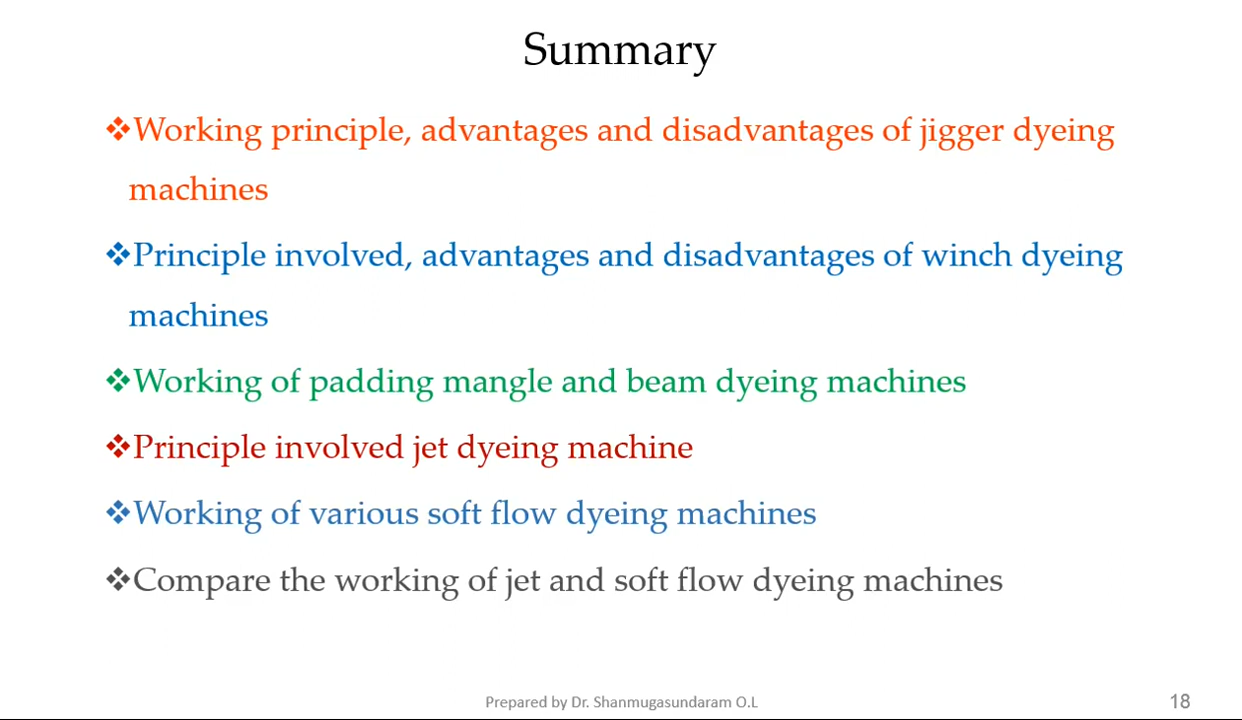 Summary
❖Working principle, advantages and disadvantages of jigger dyeing
machines
❖Principle involved, advantages and disadvantages of winch dyeing
machines
❖Working of padding mangle and beam dyeing machines
❖Principle involved jet dyeing machine
❖Working of various soft flow dyeing machines
❖Compare the working of jet and soft flow dyeing machines
Prepared by Dr. Shanmugasundaram O.L
18